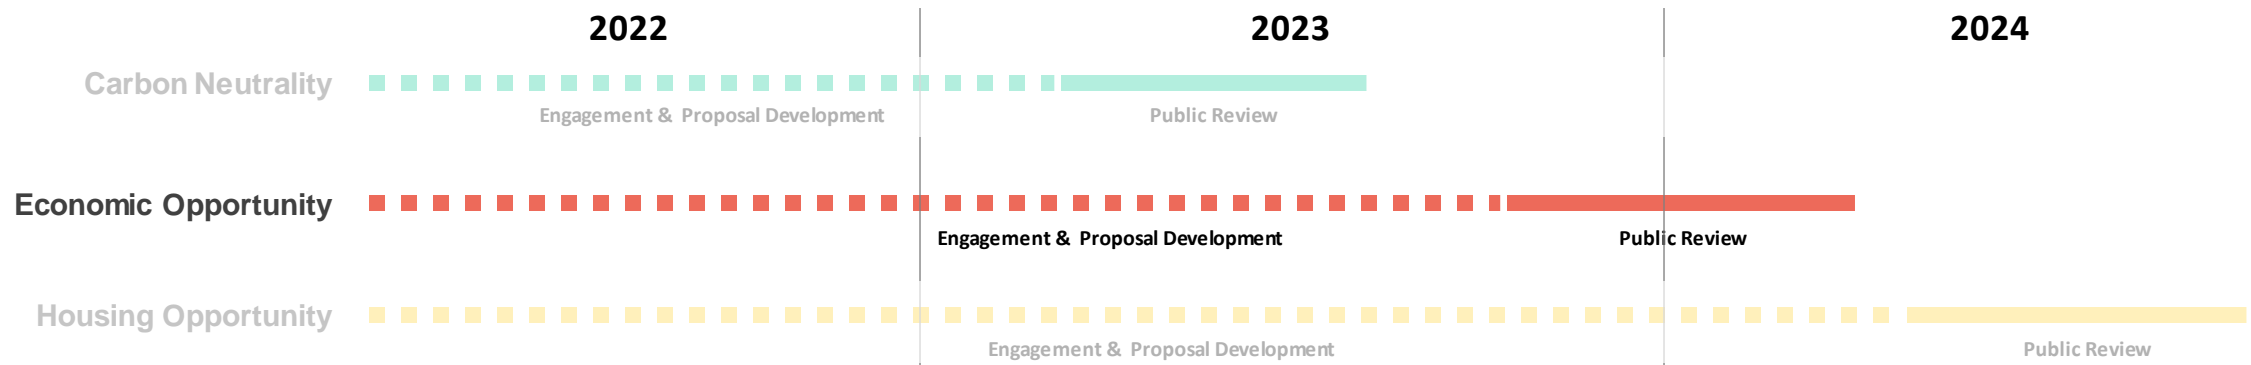 2022 2023 2024
Carbon Neutrality
Engagement & Proposal Development Public Review
Economic Opportunity
Engagement & Proposal Development Public Review
Housing Opportunity
Engagement & Proposal Development Public Review